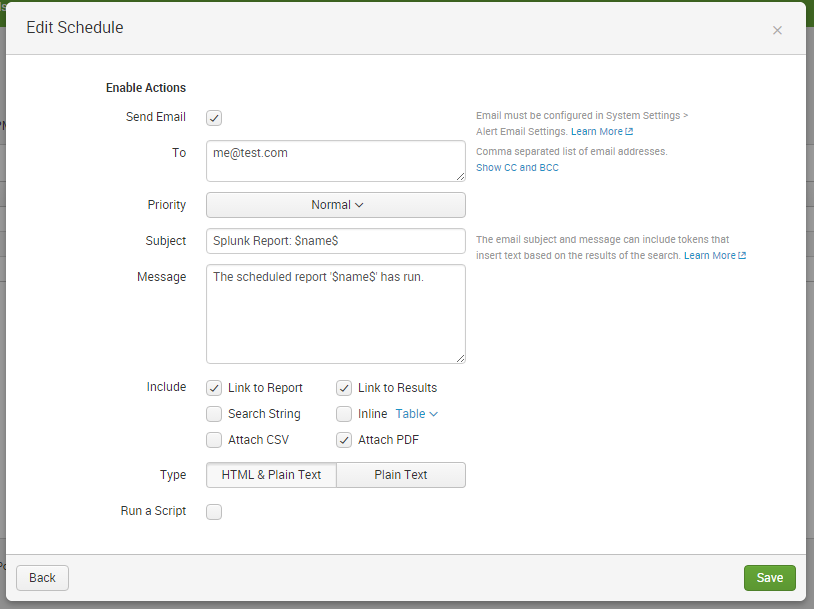 Edit Schedule
×
Enable Actions
Send Email
Email must be configured in System Settings >
Alert Email Settings. Learn More
To
me@test.com
Comma separated list of email addresses.
Show CC and BCC
Priority
Normal
Subject
Splunk Report: $name$
The email subject and message can include tokens that
insert text based on the results of the search. Learn More
Message
The scheduled report '$name$' has run.
Include
Link to Report
Link to Results
Search String
Inline Table
Attach CSV
Attach PDF
Type
HTML & Plain Text
Plain Text
Run a Script
Back
Save